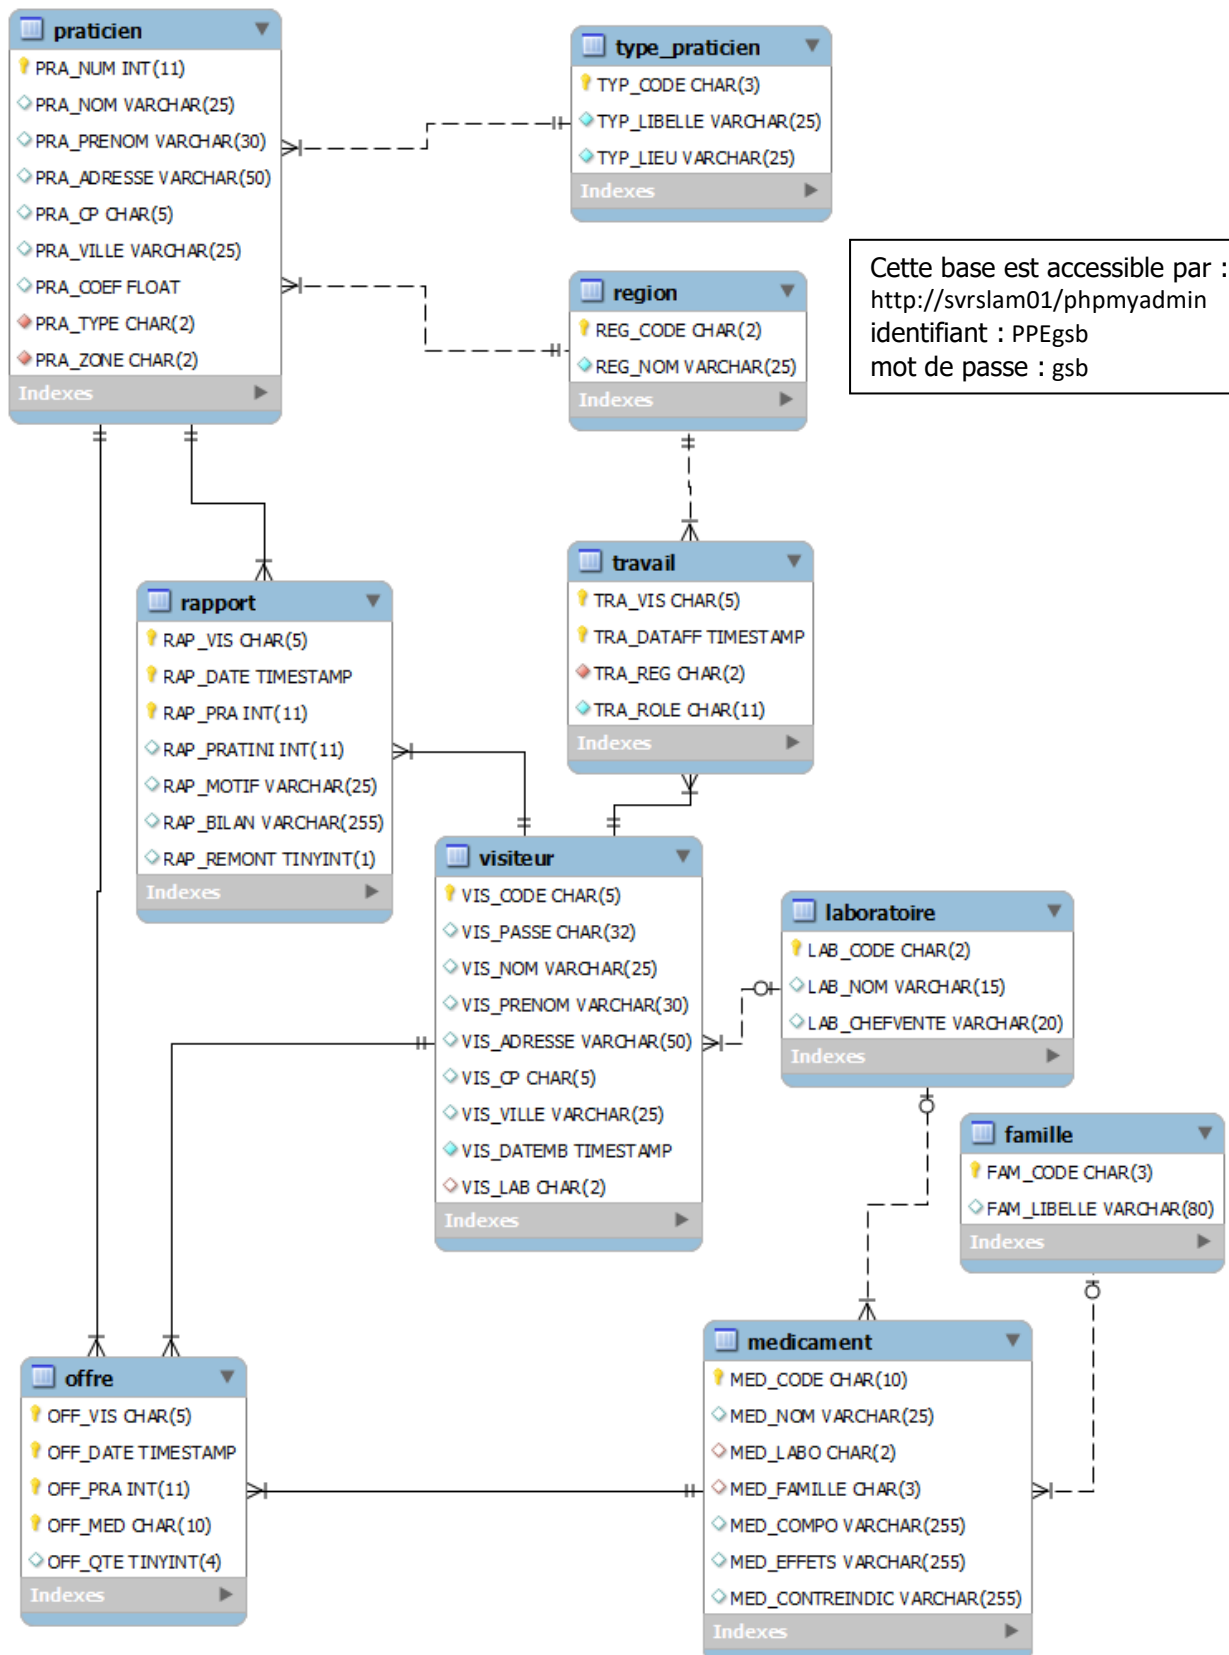 praticien
PRA_NUM INT(11)
PRA_NOM VARCHAR(25)
PRA_PRENOM VARCHAR(30)
PRA_ADRESSE VARCHAR(50)
PRA_CP CHAR(5)
PRA_VILLE VARCHAR(25)
PRA_COEF FLOAT
PRA_TYPE CHAR(2)
PRA_ZONE CHAR(2)
Indexes
type_praticien
TYP_CODE CHAR(3)
TYP_LIBELLE VARCHAR(25)
TYP_LIEU VARCHAR(25)
Indexes
region
REG_CODE CHAR(2)
REG_NOM VARCHAR(25)
Indexes
Cette base est accessible par :
http://svrslam01/phpmyadmin
identifiant : PPEgsb
mot de passe : gsb
rapport
RAP_VIS CHAR(5)
RAP_DATE TIMESTAMP
RAP_PRA INT(11)
RAP_PRATINI INT(11)
RAP_MOTIF VARCHAR(25)
RAP_BILAN VARCHAR(255)
RAP_REMONT TINYINT(1)
Indexes
travail
TRA_VIS CHAR(5)
TRA_DATAFF TIMESTAMP
TRA_REG CHAR(2)
TRA_ROLE CHAR(11)
Indexes
visiteur
VIS_CODE CHAR(5)
VIS_PASSE CHAR(32)
VIS_NOM VARCHAR(25)
VIS_PRENOM VARCHAR(30)
VIS_ADRESSE VARCHAR(50)
VIS_CP CHAR(5)
VIS_VILLE VARCHAR(25)
VIS_DATEMB TIMESTAMP
VIS_LAB CHAR(2)
Indexes
laboratoire
LAB_CODE CHAR(2)
LAB_NOM VARCHAR(15)
LAB_CHEFVENTE VARCHAR(20)
Indexes
famille
FAM_CODE CHAR(3)
FAM_LIBELLE VARCHAR(80)
Indexes
offre
OFF_VIS CHAR(5)
OFF_DATE TIMESTAMP
OFF_PRA INT(11)
OFF_MED CHAR(10)
OFF_QTE TINYINT(4)
Indexes
medicament
MED_CODE CHAR(10)
MED_NOM VARCHAR(25)
MED_LABO CHAR(2)
MED_FAMILLE CHAR(3)
MED_COMPO VARCHAR(255)
MED_EFFETS VARCHAR(255)
MED_CONTREINDIC VARCHAR(255)
Indexes